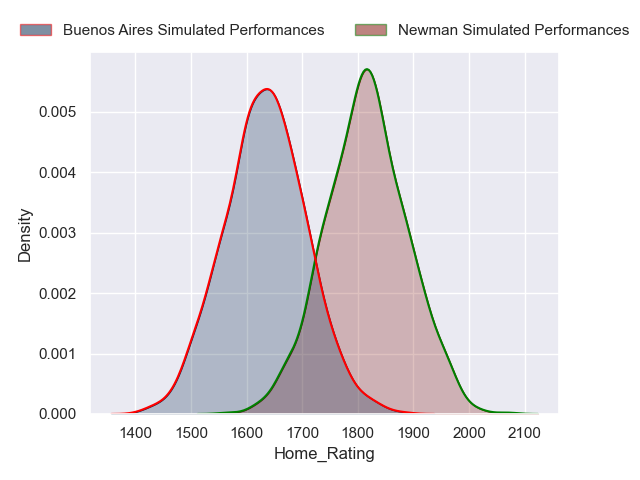 Buenos Aires Simulated Performances Newman Simulated Performances
0.005
0.004
0.003
0.002
0.001
0.000
Density
1400 1500 1600 1700 1800 1900 2000 2100
Home_Rating